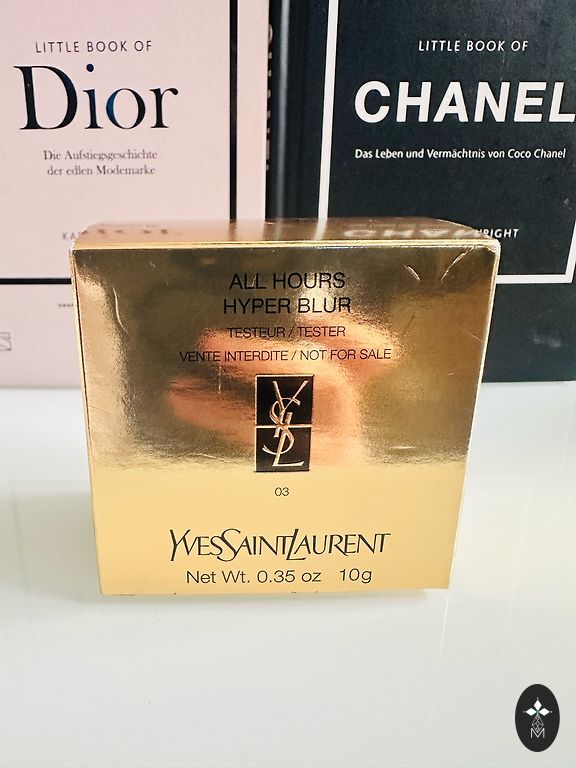 LITTLE BOOK OF
Dior
Die Aufstiegsgeschichte
der edlen Modemarke
LITTLE BOOK OF
CHANEL
Das Leben und Vermächtnis von Coco Chanel
ALL HOURS
HYPER BLUR
TESTEUR / TESTER
VENTE INTERDITE / NOT FOR SALE
YSL
03
YVESSAINTLAURENT
Net Wt. 0.35 oz 10g
M